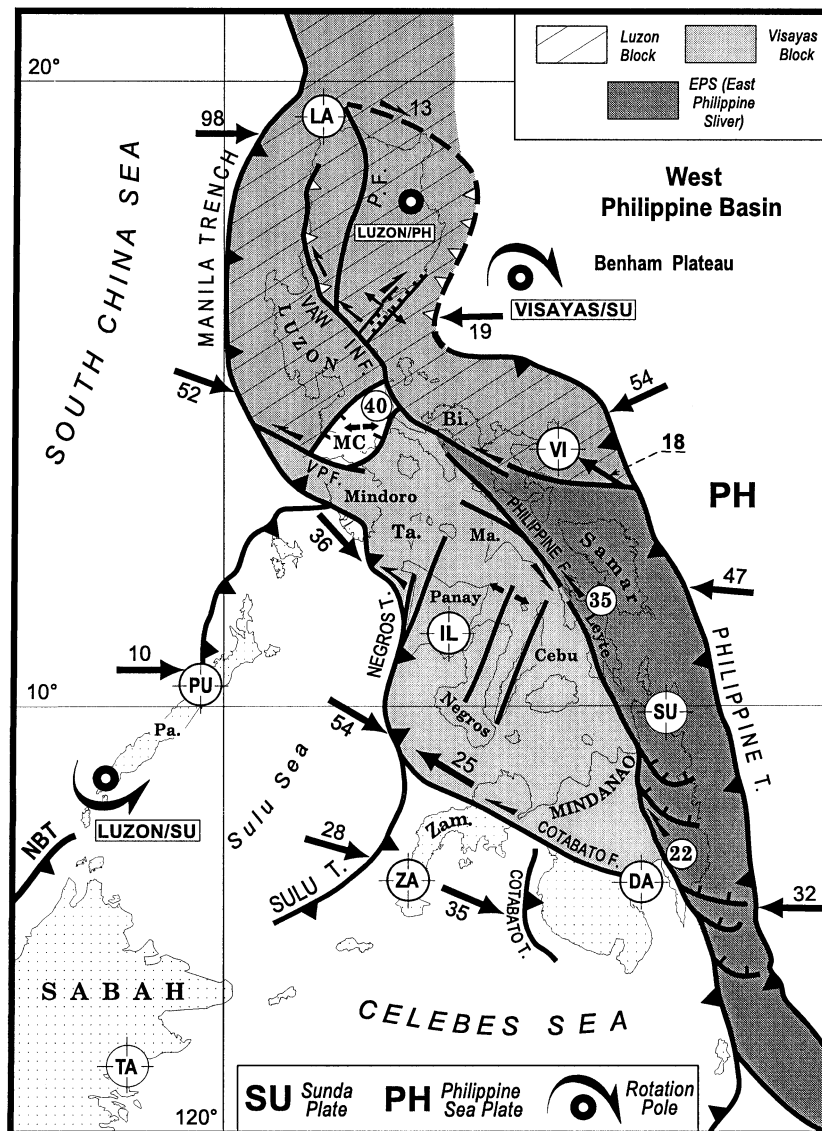 20°
Luzon
Block
Visayas
Block
EPS (East
Philippine
Sliver)
98
LA
13
SOUTH CHINA SEA
MANILA TRENCH
P.F.
West
Philippine Basin
LUZON/PH
Benham Plateau
VISAYAS/SU
LUZON
VAW
I N F.
19
52
54
40
MC
Bi.
VI
18
V.P.F.
PH
Mindoro
36
Ta.
Ma.
PHILIPPINE F.
Samar
47
NEGROS T.
Panay
35
Leyte
10
IL
Cebu
PHILIPPINE T.
PU
10°
Negros
SU
Pa.
54
25
Sulu Sea
MINDANAO
LUZON/SU
NBT
28
Zam.
COTABATO F.
22
SULU T.
ZA
DA
35
COTABATO T.
32
SABAH
CELEBES SEA
TA
SU Sunda
Plate
PH Philippine
Sea Plate
Rotation
Pole
120°